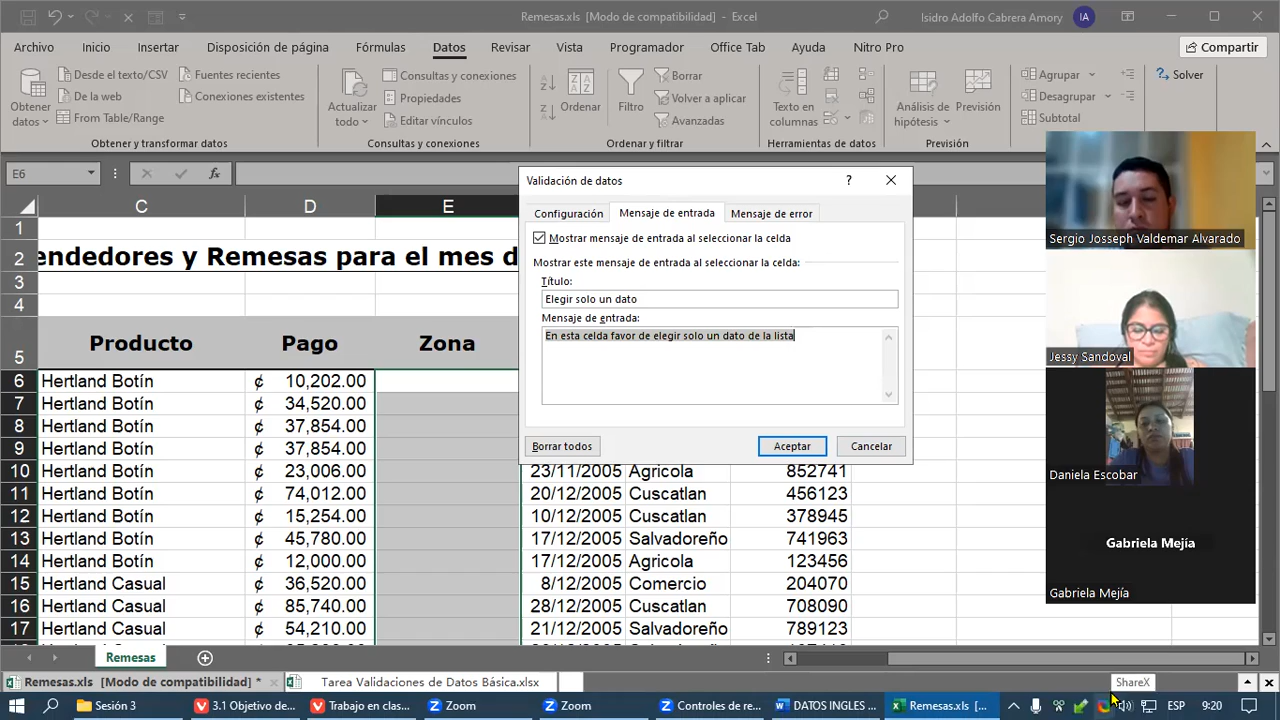 Remesas.xls [Modo de compatibilidad] - Excel
Isidro Adolfo Cabrera Amory IA
Archivo Inicio Insertar Disposición de página Fórmulas Datos Revisar Vista Programador Office Tab Ayuda Nitro Pro Compartir
Obtener datos
Desde el texto/CSV
De la web
From Table/Range
Fuentes recientes
Conexiones existentes
Obtener y transformar datos
Actualizar todo
Consultas y conexiones
Propiedades
Editar vínculos
Consultas y conexiones
Ordenar
Filtro
Borrar
Volver a aplicar
Avanzadas
Ordenar y filtrar
Texto en columnas
Herramientas de datos
Análisis de hipótesis
Previsión
Previsión
Agrupar
Desagrupar
Subtotal
Solver
E6 fx
C D E
1
2 endedores y Remesas para el mes d
3
4
5 Producto Pago Zona
6 Hertland Botín ¢ 10,202.00
7 Hertland Botín ¢ 34,520.00
8 Hertland Botín ¢ 37,854.00
9 Hertland Botín ¢ 37,854.00
10 Hertland Botín ¢ 23,006.00 23/11/2005 Agricola 852741
11 Hertland Botín ¢ 74,012.00 20/12/2005 Cuscatlan 456123
12 Hertland Botín ¢ 15,254.00 10/12/2005 Cuscatlan 378945
13 Hertland Botín ¢ 45,780.00 17/12/2005 Salvadoreño 741963
14 Hertland Botín ¢ 12,000.00 17/12/2005 Agricola 123456
15 Hertland Casual ¢ 36,520.00 8/12/2005 Comercio 204070
16 Hertland Casual ¢ 85,740.00 28/12/2005 Cuscatlan 708090
17 Hertland Casual ¢ 54,210.00 21/12/2005 Salvadoreño 789123
Validación de datos ?
Configuración Mensaje de entrada Mensaje de error
Mostrar mensaje de entrada al seleccionar la celda
Mostrar este mensaje de entrada al seleccionar la celda:
Título:
Elegir solo un dato
Mensaje de entrada:
En esta celda favor de elegir solo un dato de la lista
Borrar todos Aceptar Cancelar
Sergio Josseph Valdemar Alvarado
Jessy Sandoval
Daniela Escobar
Gabriela Mejía
Gabriela Mejía
Remesas
Remesas.xls [Modo de compatibilidad] * Tarea Validaciones de Datos Básica.xlsx
ShareX
Sesión 3 3.1 Objetivo de... Trabajo en clas... Zoom Zoom Controles de re... DATOS INGLES ... Remesas.xls [... ESP 9:20